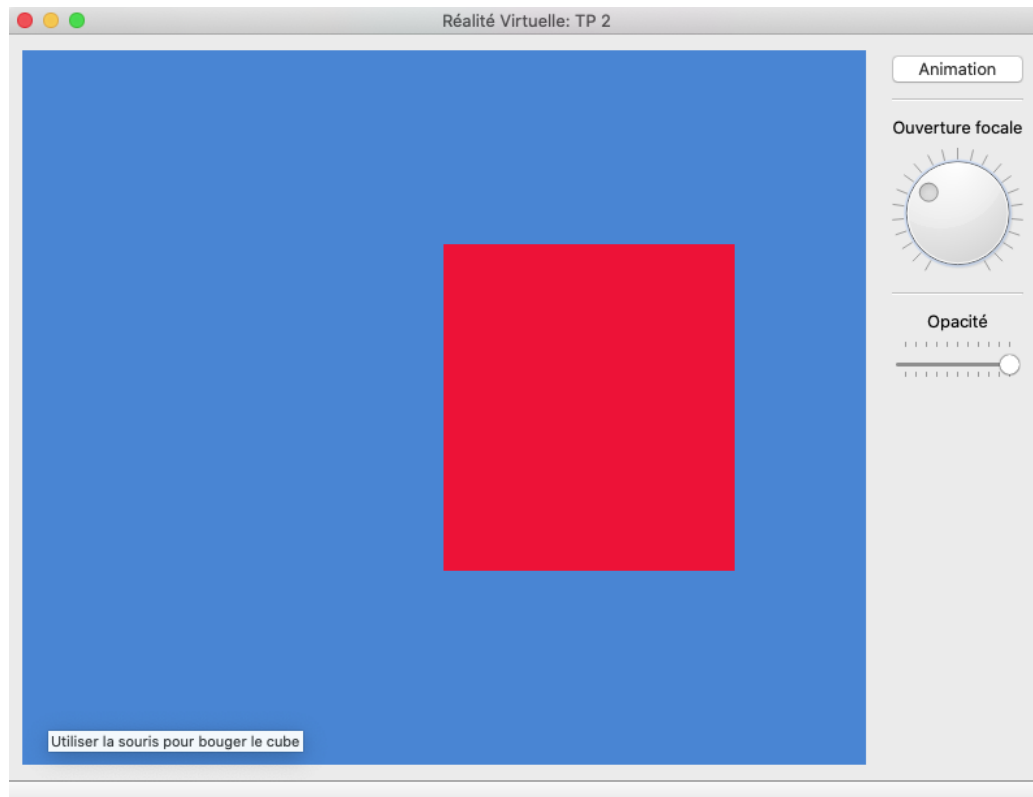 Réalité Virtuelle: TP 2
Animation
Ouverture focale
Opacité
Utiliser la souris pour bouger le cube